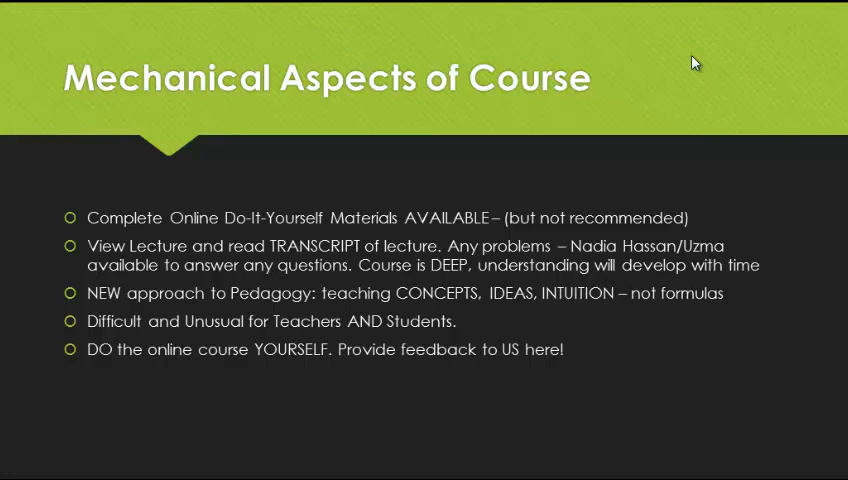 Mechanical Aspects of Course
Complete Online Do-It-Yourself Materials AVAILABLE – (but not recommended)
View Lecture and read TRANSCRIPT of lecture. Any problems – Nadia Hassan/Uzma
available to answer any questions. Course is DEEP, understanding will develop with time
NEW approach to Pedagogy: teaching CONCEPTS, IDEAS, INTUITION – not formulas
Difficult and Unusual for Teachers AND Students.
DO the online course YOURSELF. Provide feedback to US here!